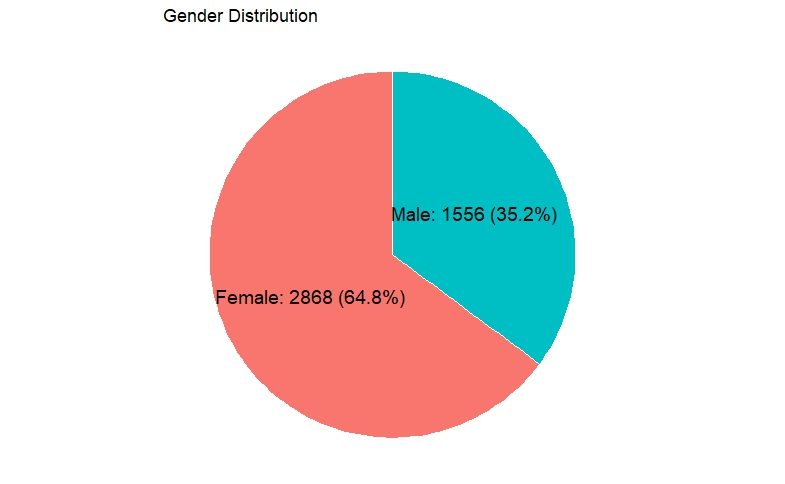 Gender Distribution
Male: 1556 (35.2%)
Female: 2868 (64.8%)